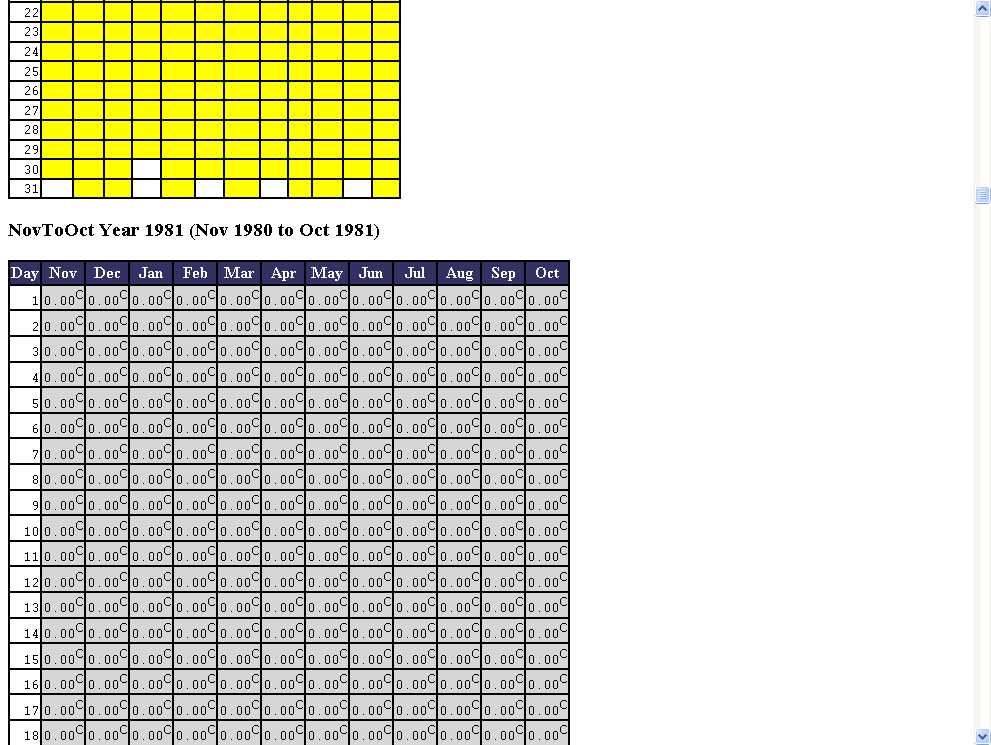 22
23
24
25
26
27
28
29
30
31
NovToOct Year 1981 (Nov 1980 to Oct 1981)
Day Nov Dec Jan Feb Mar Apr May Jun Jul Aug Sep Oct
1 0.00C 0.00C 0.00C 0.00C 0.00C 0.00C 0.00C 0.00C 0.00C 0.00C 0.00C 0.00C
2 0.00C 0.00C 0.00C 0.00C 0.00C 0.00C 0.00C 0.00C 0.00C 0.00C 0.00C 0.00C
3 0.00C 0.00C 0.00C 0.00C 0.00C 0.00C 0.00C 0.00C 0.00C 0.00C 0.00C 0.00C
4 0.00C 0.00C 0.00C 0.00C 0.00C 0.00C 0.00C 0.00C 0.00C 0.00C 0.00C 0.00C
5 0.00C 0.00C 0.00C 0.00C 0.00C 0.00C 0.00C 0.00C 0.00C 0.00C 0.00C 0.00C
6 0.00C 0.00C 0.00C 0.00C 0.00C 0.00C 0.00C 0.00C 0.00C 0.00C 0.00C 0.00C
7 0.00C 0.00C 0.00C 0.00C 0.00C 0.00C 0.00C 0.00C 0.00C 0.00C 0.00C 0.00C
8 0.00C 0.00C 0.00C 0.00C 0.00C 0.00C 0.00C 0.00C 0.00C 0.00C 0.00C 0.00C
9 0.00C 0.00C 0.00C 0.00C 0.00C 0.00C 0.00C 0.00C 0.00C 0.00C 0.00C 0.00C
10 0.00C 0.00C 0.00C 0.00C 0.00C 0.00C 0.00C 0.00C 0.00C 0.00C 0.00C 0.00C
11 0.00C 0.00C 0.00C 0.00C 0.00C 0.00C 0.00C 0.00C 0.00C 0.00C 0.00C 0.00C
12 0.00C 0.00C 0.00C 0.00C 0.00C 0.00C 0.00C 0.00C 0.00C 0.00C 0.00C 0.00C
13 0.00C 0.00C 0.00C 0.00C 0.00C 0.00C 0.00C 0.00C 0.00C 0.00C 0.00C 0.00C
14 0.00C 0.00C 0.00C 0.00C 0.00C 0.00C 0.00C 0.00C 0.00C 0.00C 0.00C 0.00C
15 0.00C 0.00C 0.00C 0.00C 0.00C 0.00C 0.00C 0.00C 0.00C 0.00C 0.00C 0.00C
16 0.00C 0.00C 0.00C 0.00C 0.00C 0.00C 0.00C 0.00C 0.00C 0.00C 0.00C 0.00C
17 0.00C 0.00C 0.00C 0.00C 0.00C 0.00C 0.00C 0.00C 0.00C 0.00C 0.00C 0.00C
18 0.00C 0.00C 0.00C 0.00C 0.00C 0.00C 0.00C 0.00C 0.00C 0.00C 0.00C 0.00C